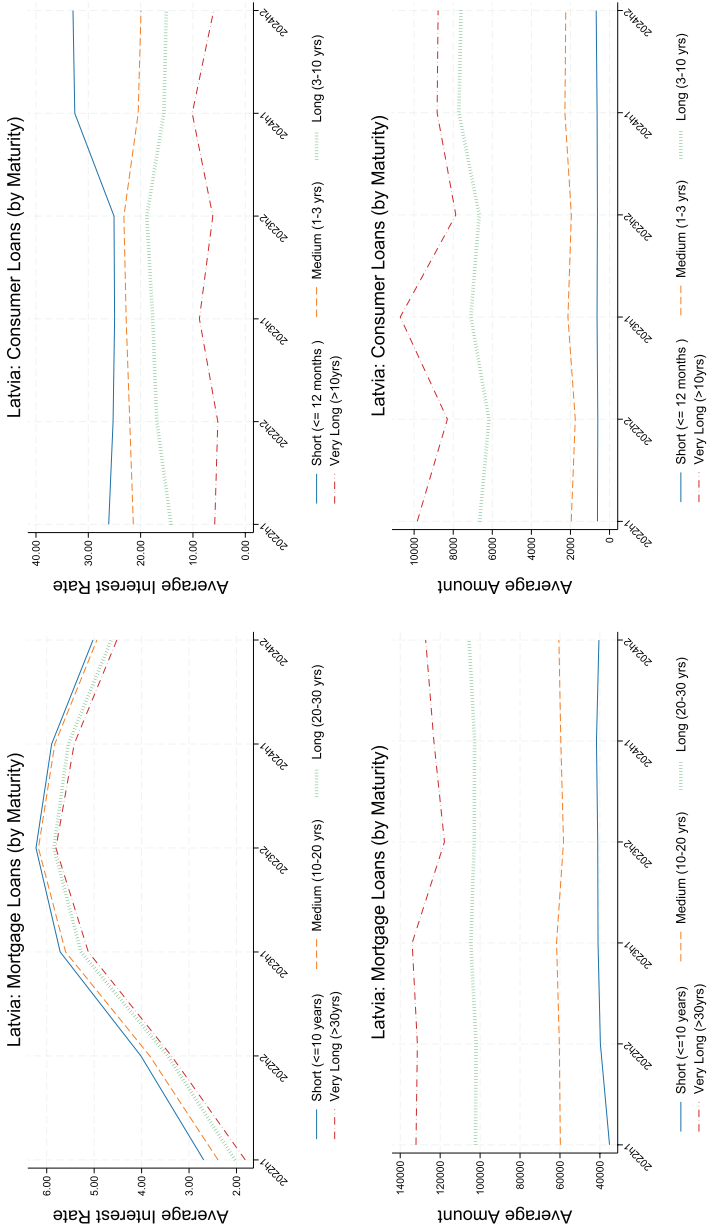 Latvia: Mortgage Loans (by Maturity)
Average Interest Rate
6.00
5.00
4.00
3.00
2.00
2022h1
2022h2
2023h1
2023h2
2024h1
2024h2
Short (<=10 years)
Medium (10-20 yrs)
Long (20-30 yrs)
Very Long (>30yrs)
Latvia: Consumer Loans (by Maturity)
Average Interest Rate
40.00
30.00
20.00
10.00
0.00
2022h1
2022h2
2023h1
2023h2
2024h1
2024h2
Short (<= 12 months )
Medium (1-3 yrs)
Long (3-10 yrs)
Very Long (>10yrs)
Latvia: Mortgage Loans (by Maturity)
Average Amount
140000
120000
100000
80000
60000
40000
2022h1
2022h2
2023h1
2023h2
2024h1
2024h2
Short (<=10 years)
Medium (10-20 yrs)
Long (20-30 yrs)
Very Long (>30yrs)
Latvia: Consumer Loans (by Maturity)
Average Amount
10000
8000
6000
4000
2000
0
2022h1
2022h2
2023h1
2023h2
2024h1
2024h2
Short (<= 12 months )
Medium (1-3 yrs)
Long (3-10 yrs)
Very Long (>10yrs)